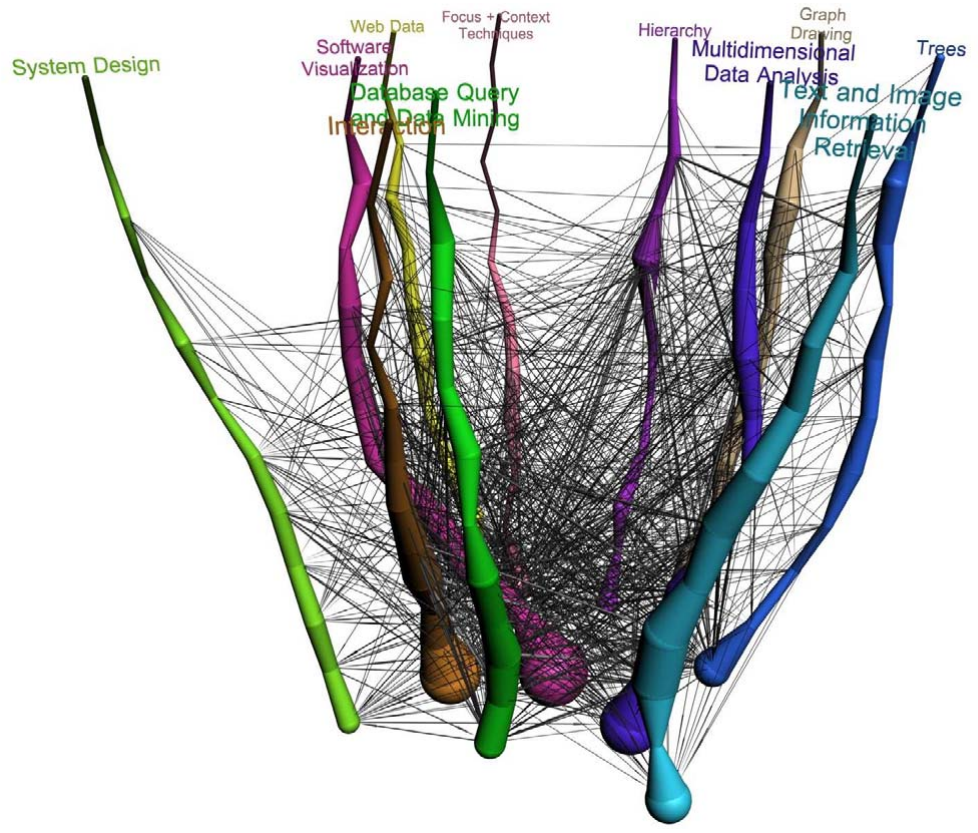 System Design
Web Data
Software
Visualization
Focus + Context
Techniques
Database Query
and Data Mining
Interaction
Hierarchy
Multidimensional
Data Analysis
Graph
Drawing
Text and Image
Information
Retrieval
Trees